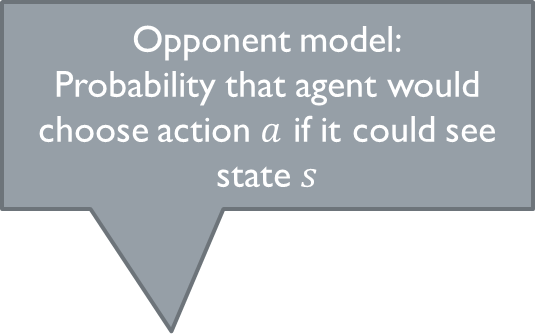 Opponent model:
Probability that agent would
choose action a if it could see
state s